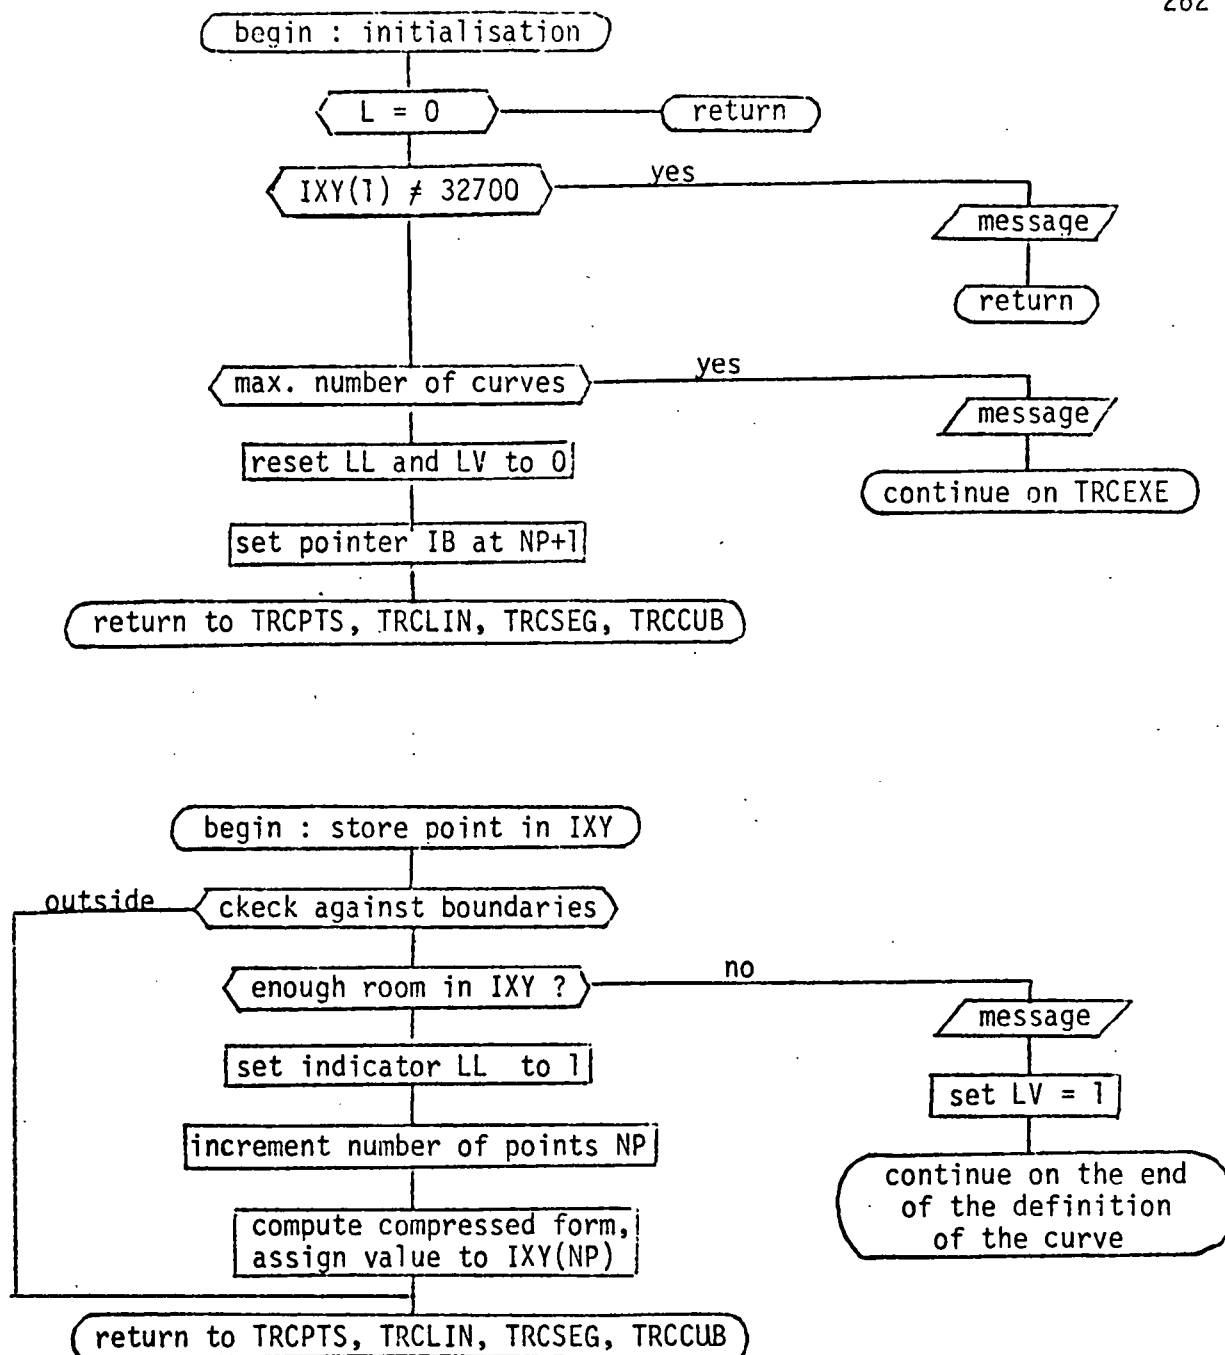 282
begin : initialisation
L = 0
return
IXY(1) ≠ 32700
yes
message
return
max. number of curves
yes
message
reset LL and LV to 0
continue on TRCEXE
set pointer IB at NP+1
return to TRCPTS, TRCLIN, TRCSEG, TRCCUB
begin : store point in IXY
outside
ckeck against boundaries
enough room in IXY ?
no
message
set indicator LL to 1
set LV = 1
increment number of points NP
continue on the end
of the definition
of the curve
compute compressed form,
assign value to IXY(NP)
return to TRCPTS, TRCLIN, TRCSEG, TRCCUB